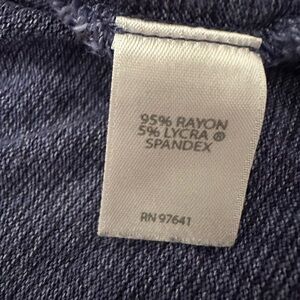 95% RAYON
5% LYCRA ®
SPANDEX
RN 97641